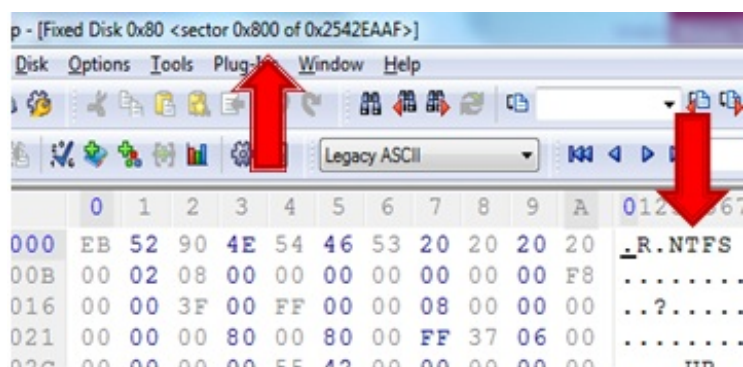 p - [Fixed Disk 0x80 <sector 0x800 of 0x2542EAAF>]
Disk Options Tools Window Help
Legacy ASCII
0 1 2 3 4 5 6 7 8 9 A
000 EB 52 90 4E 54 46 53 20 20 20 20 .R.NTFS
00B 00 02 08 00 00 00 00 00 00 00 F8 ........
016 00 00 3F 00 FF 00 00 08 00 00 00 ..?.....
021 00 00 00 80 00 80 00 FF 37 06 00 ........